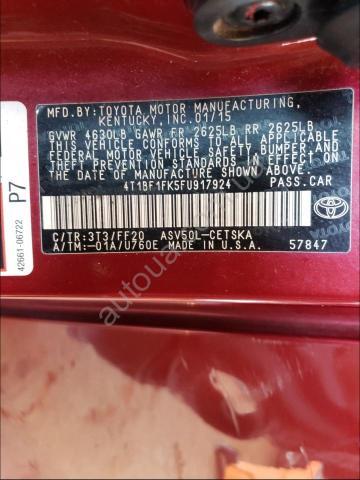 MFD.BY:TOYOTA MOTOR MANUFACTURING,
KENTUCKY,INC.01/15
GVWR 4630LB GAWR FR 2625LB RR 2625LB
THIS VEHICLE CONFORMS TO ALL APPLICABLE
FEDERAL MOTOR VEHICLE SAFETY, BUMPER, AND
THEFT PREVENTION STANDARDS IN EFFECT ON
THE DATE OF MANUFACTURE SHOWN ABOVE.
4T1BF1FK5FU917924 PASS.CAR
C/TR:3T3/FF20 ASV50L-CETSKA
A/TM:-01A/U760E MADE IN U.S.A.
57847
TOYOTA
P7
42661-06722